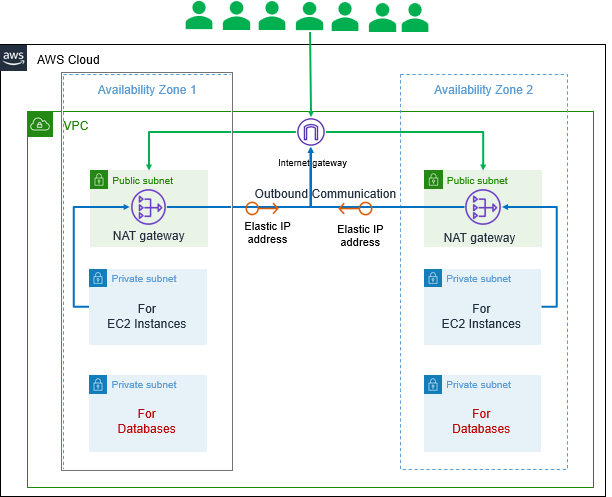 aws
AWS Cloud
Availability Zone 1
Availability Zone 2
VPC
Internet gateway
Public subnet
Public subnet
Outbound Communication
NAT gateway
Elastic IP
address
Elastic IP
address
NAT gateway
Private subnet
For
EC2 Instances
Private subnet
For
EC2 Instances
Private subnet
For
Databases
Private subnet
For
Databases